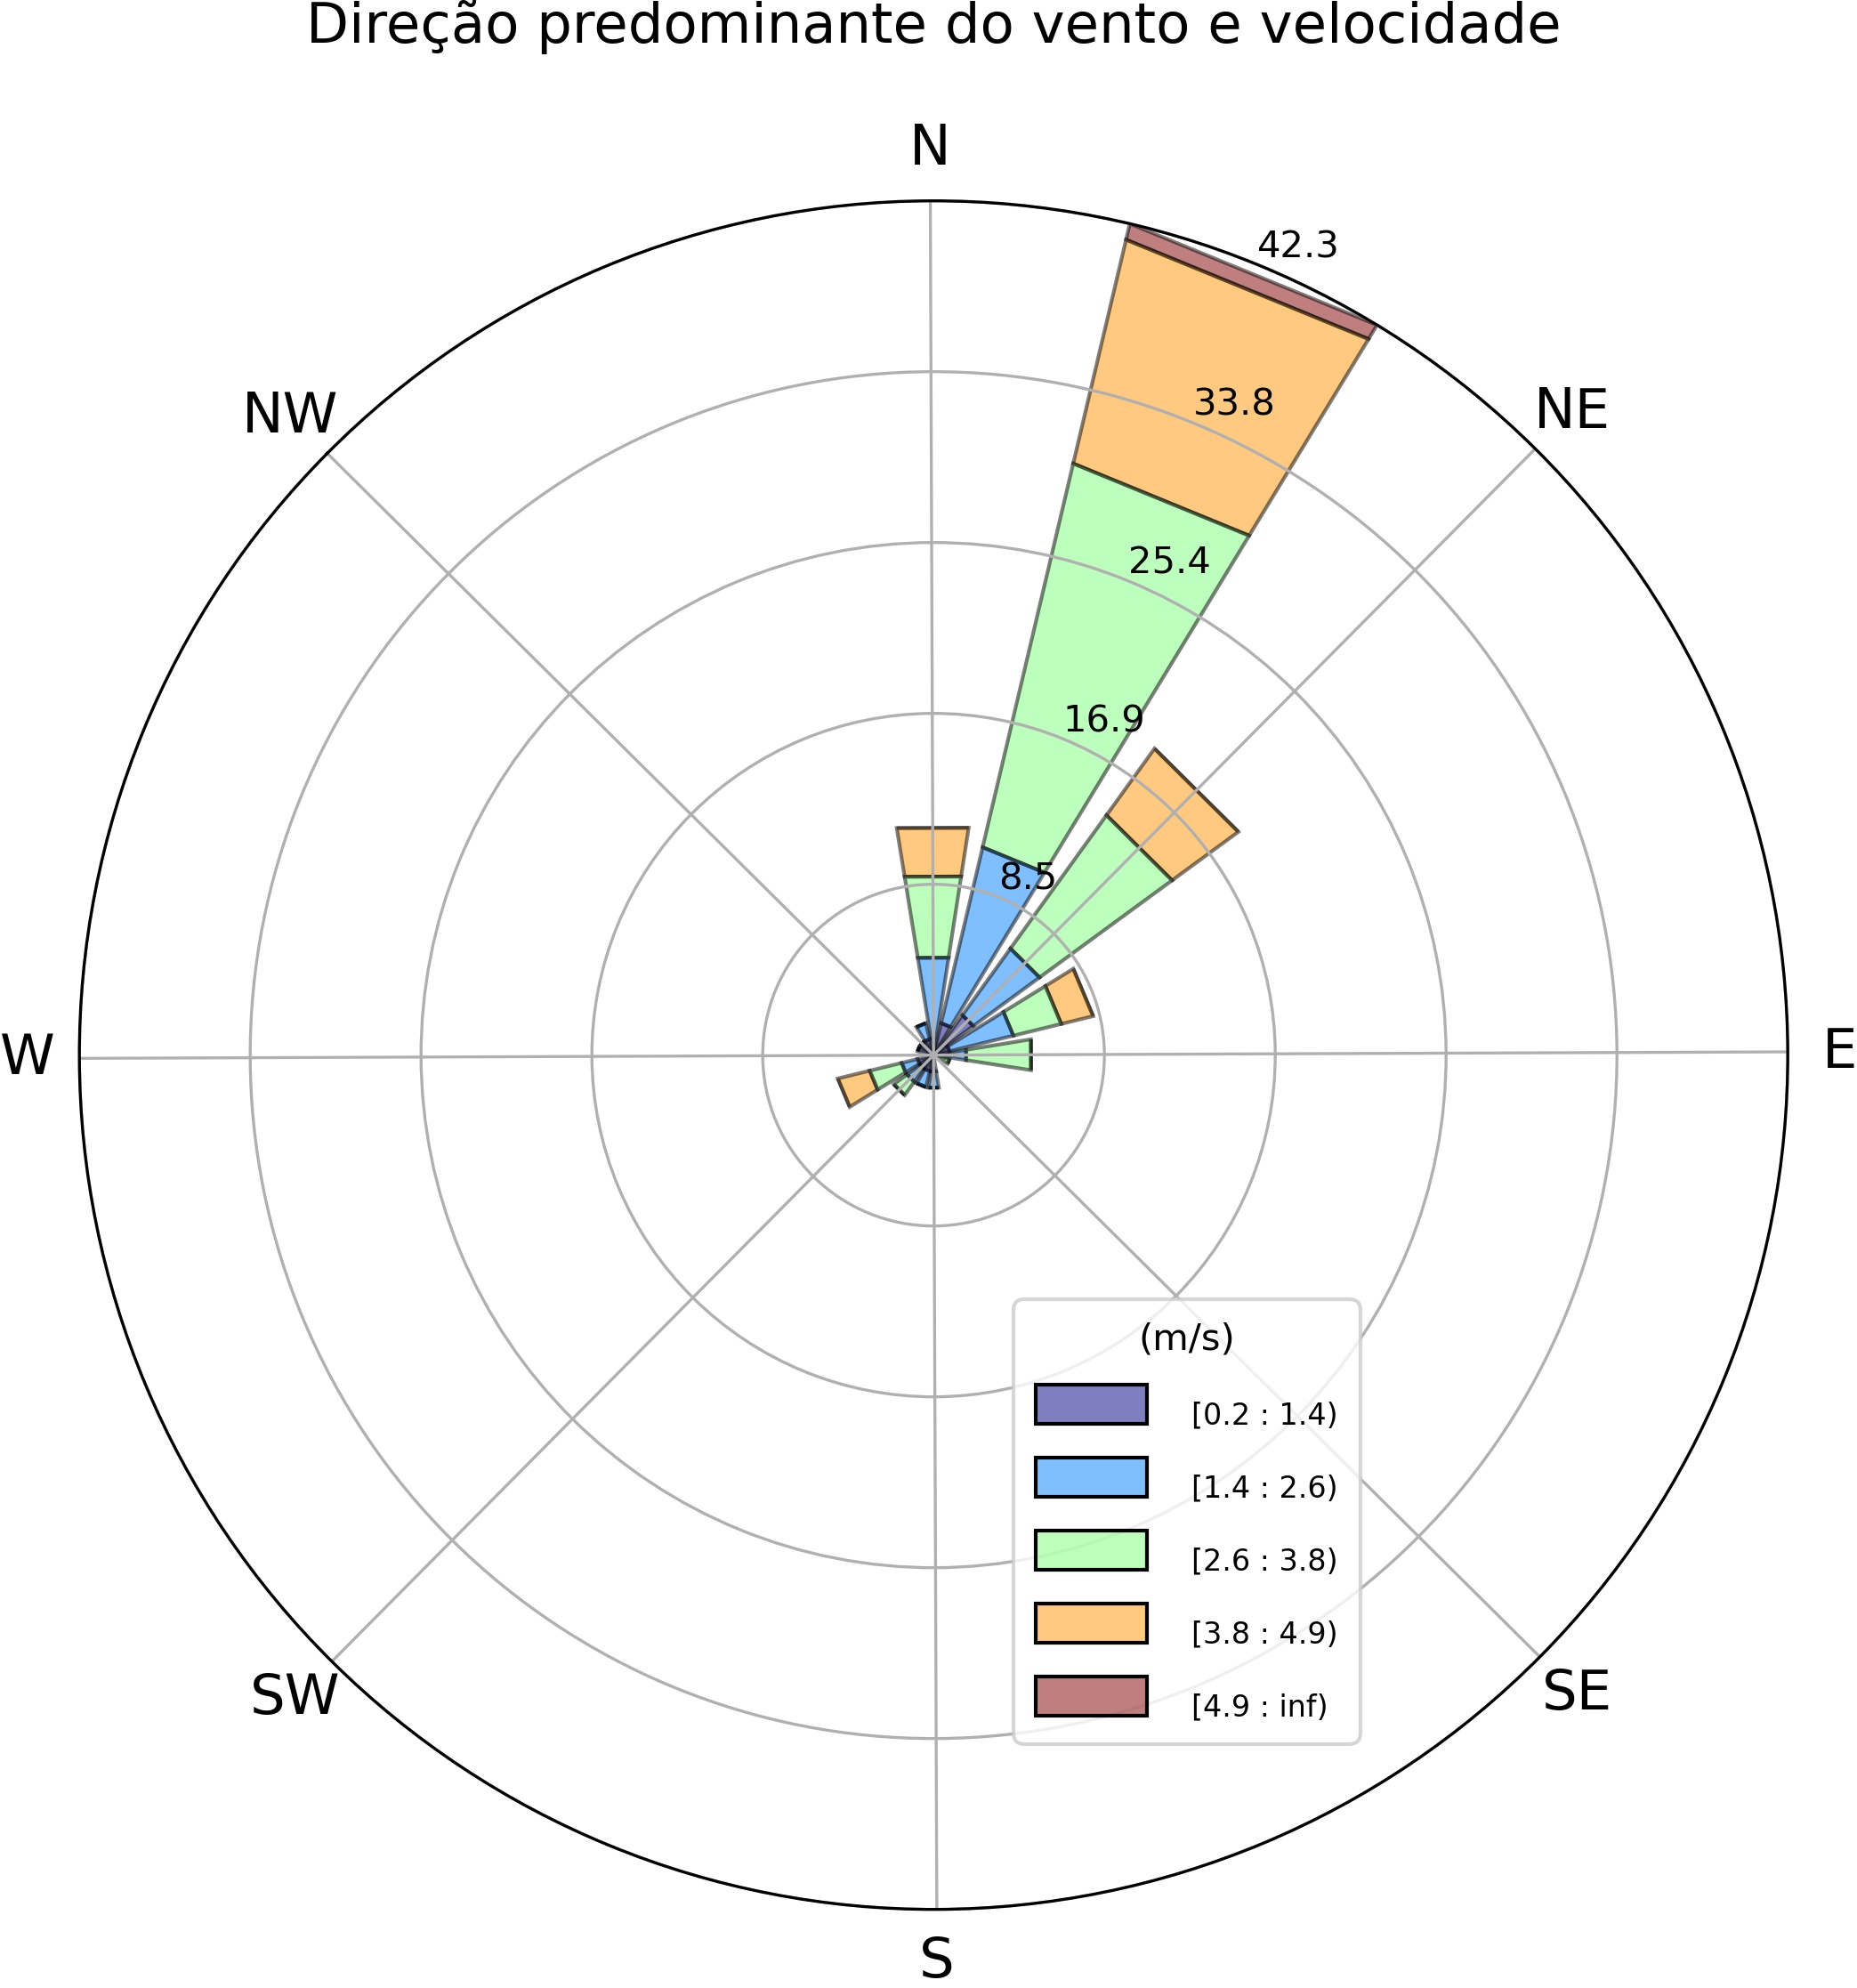 Direção predominante do vento e velocidade
N
42.3
NW
33.8
NE
25.4
16.9
8.5
W
E
(m/s)
[0.2 : 1.4)
[1.4 : 2.6)
[2.6 : 3.8)
[3.8 : 4.9)
[4.9 : inf)
SW
SE
S